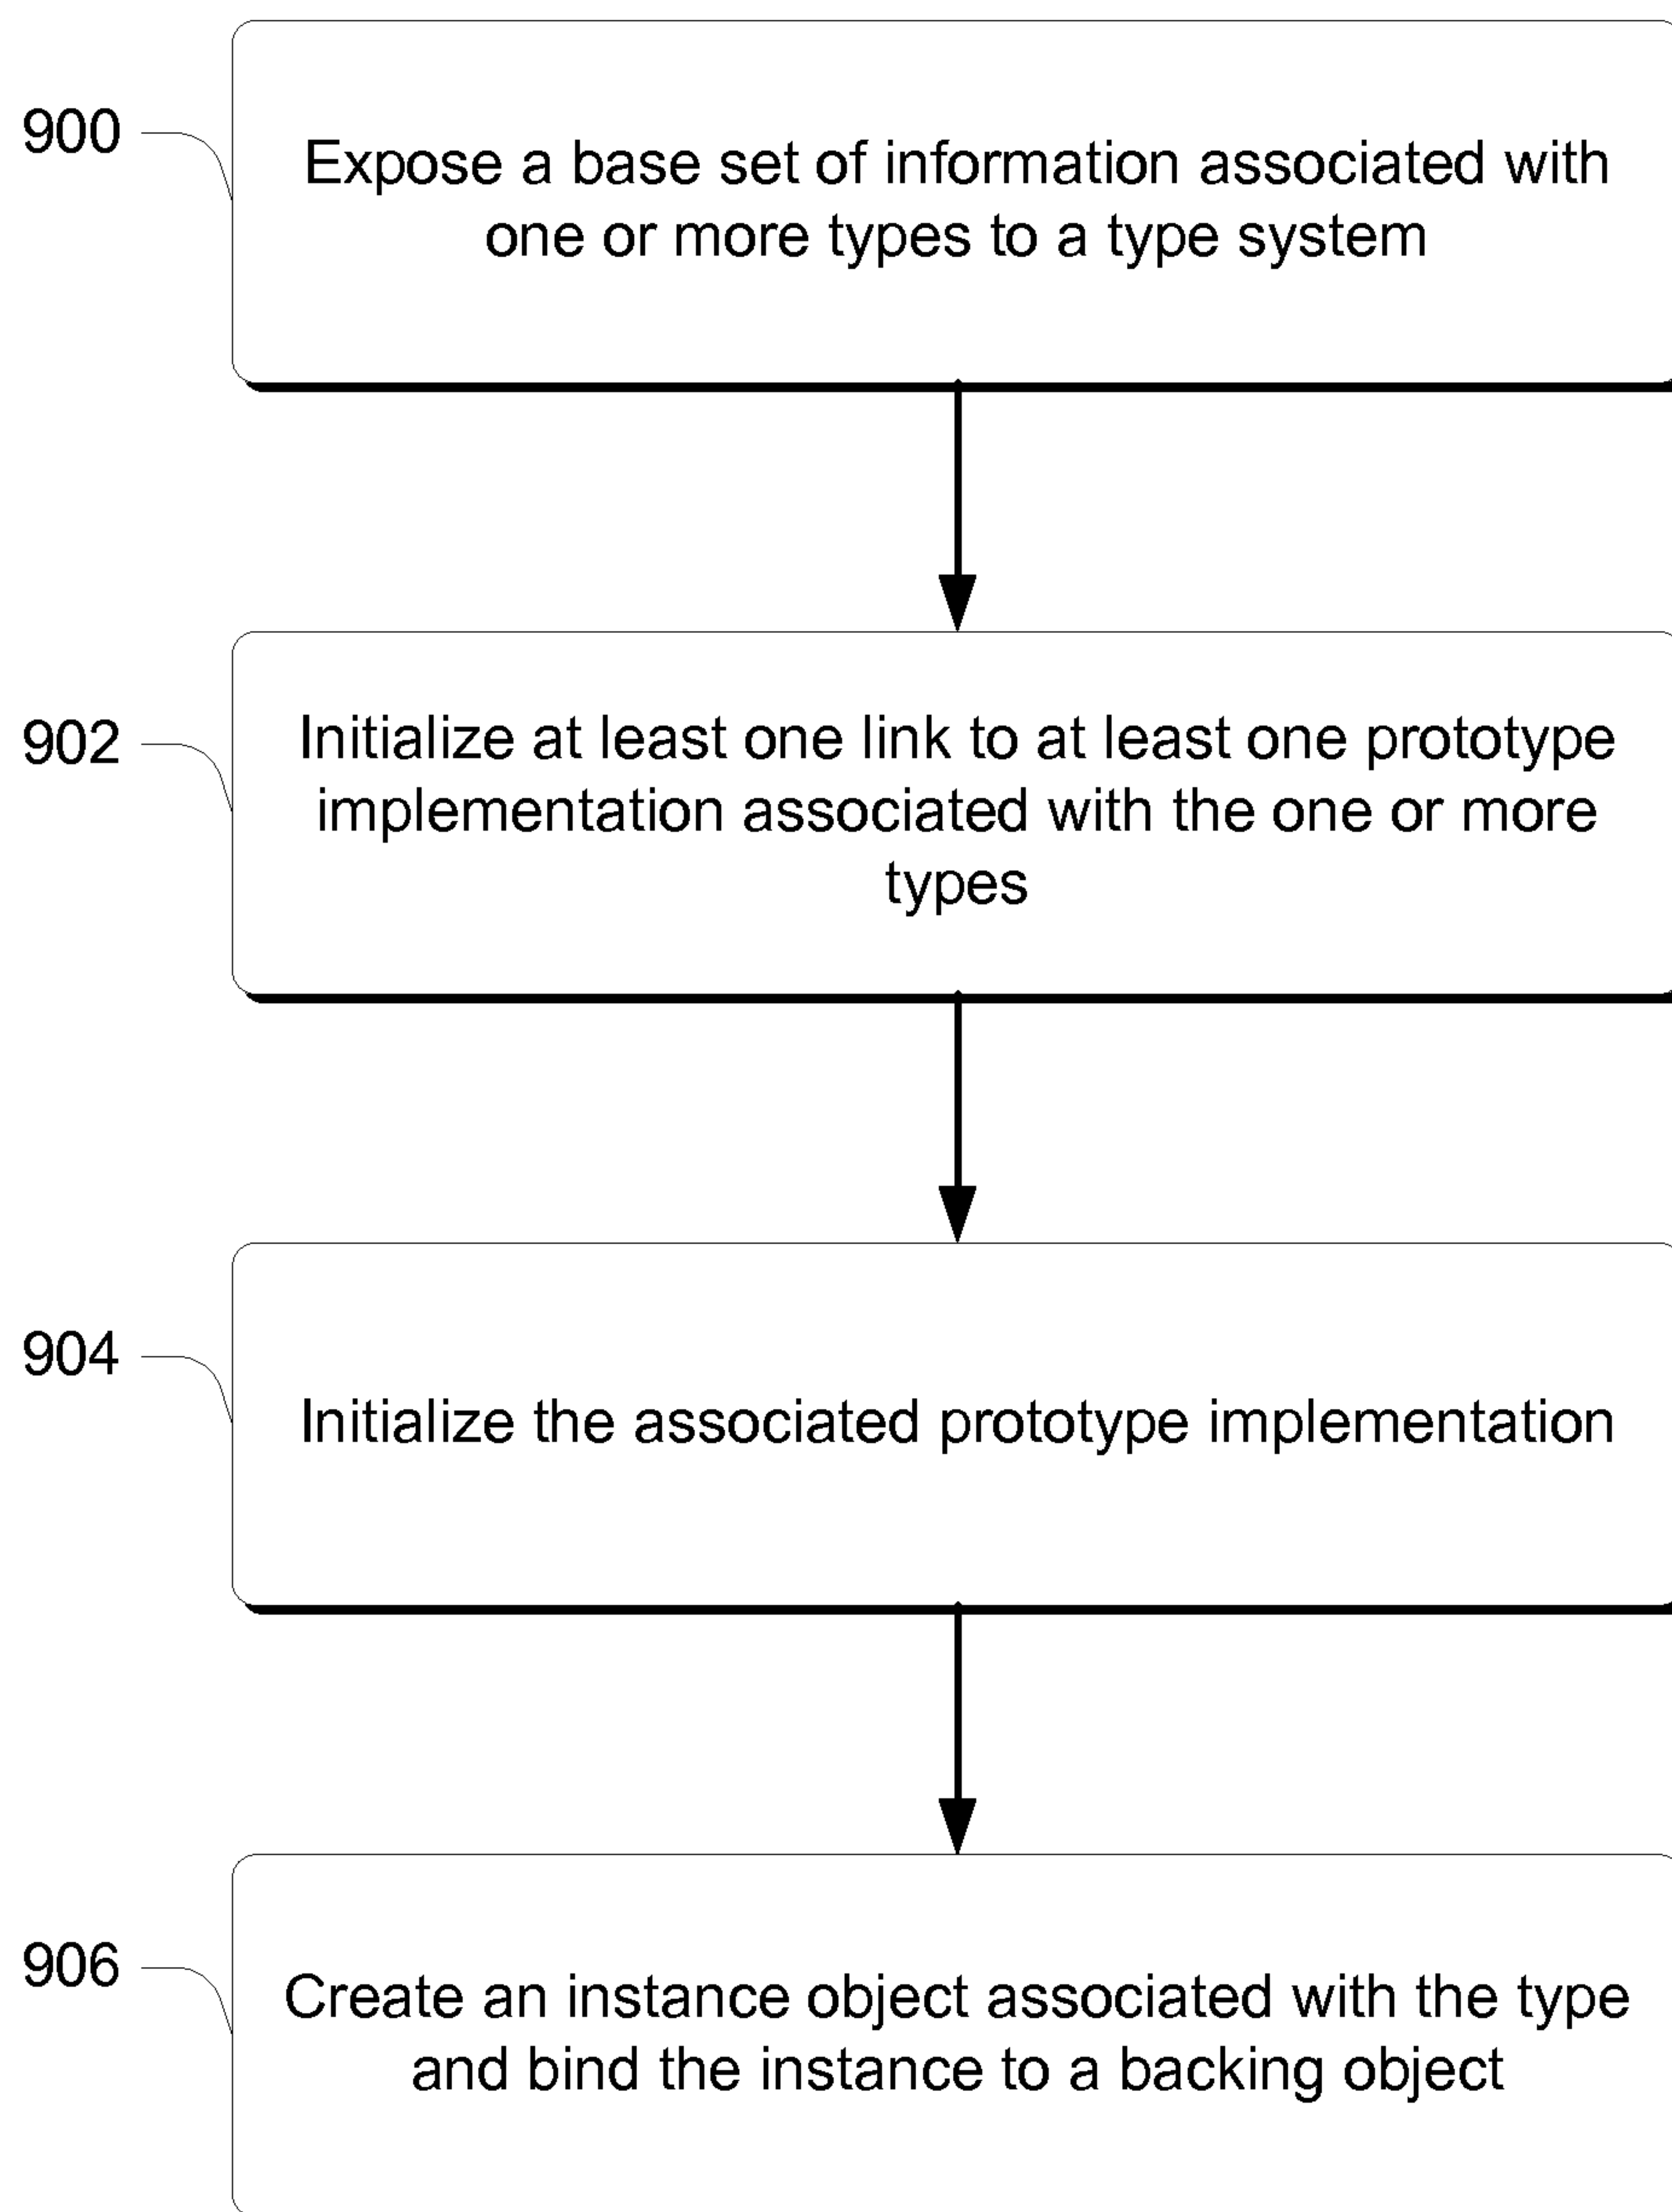 900
Expose a base set of information associated with
one or more types to a type system
902
Initialize at least one link to at least one prototype
implementation associated with the one or more
types
904
Initialize the associated prototype implementation
906
Create an instance object associated with the type
and bind the instance to a backing object